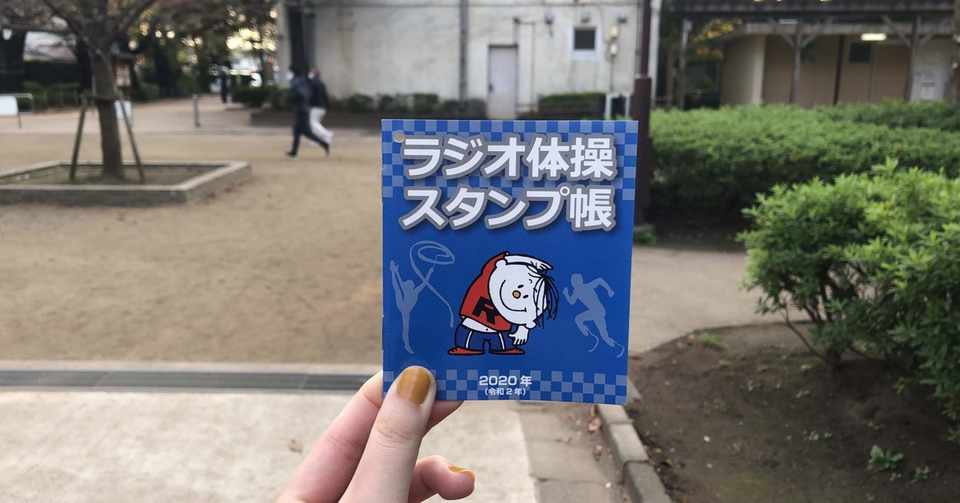 ラジオ体操
スタンプ帳
R
2020年
(令和2年)